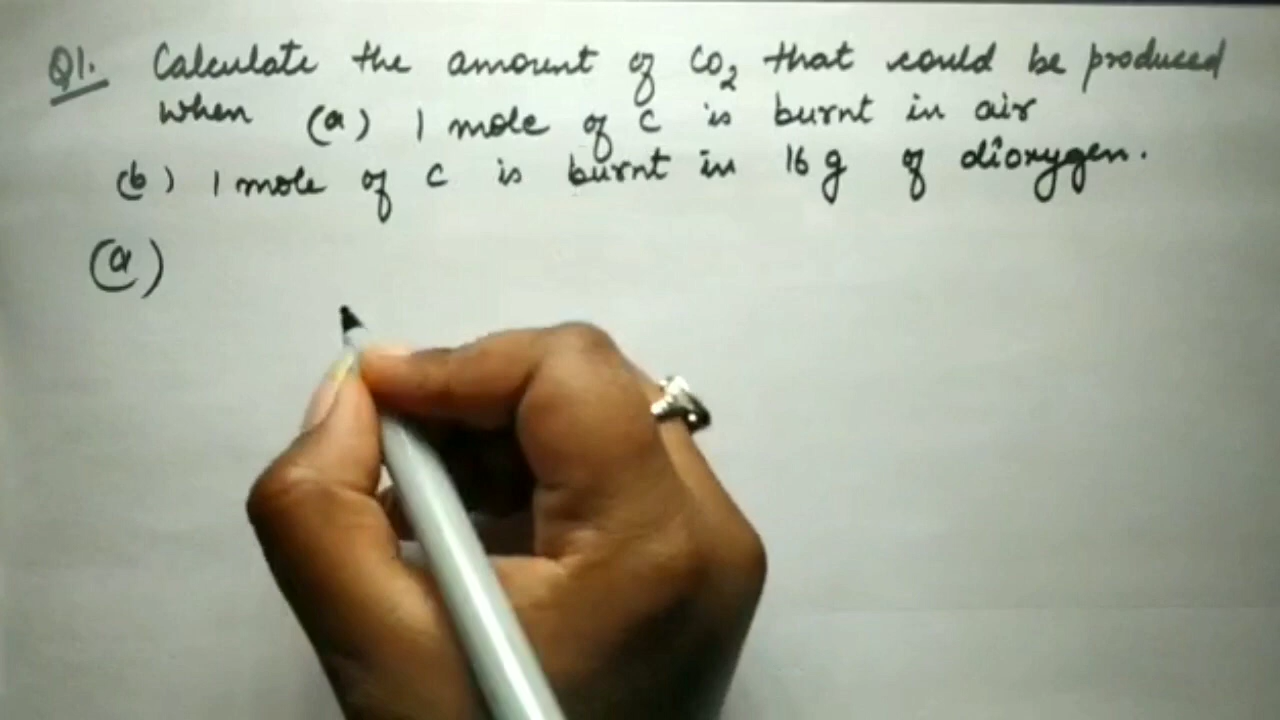 Q1. Calculate the amount of CO2 that could be produced
when (a) 1 mole of C is burnt in air
(b) 1 mole of C is burnt in 16 g of dioxygen.
(a)